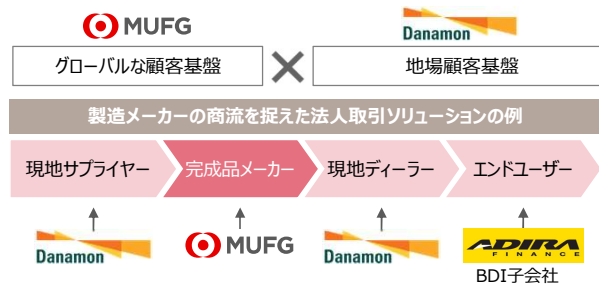 MUFG
Danamon
グローバルな顧客基盤
地場顧客基盤
製造メーカーの商流を捉えた法人取引ソリューションの例
現地サプライヤー
完成品メーカー
現地ディーラー
エンドユーザー
Danamon
MUFG
Danamon
ADIRA
FINANCE
BDI子会社